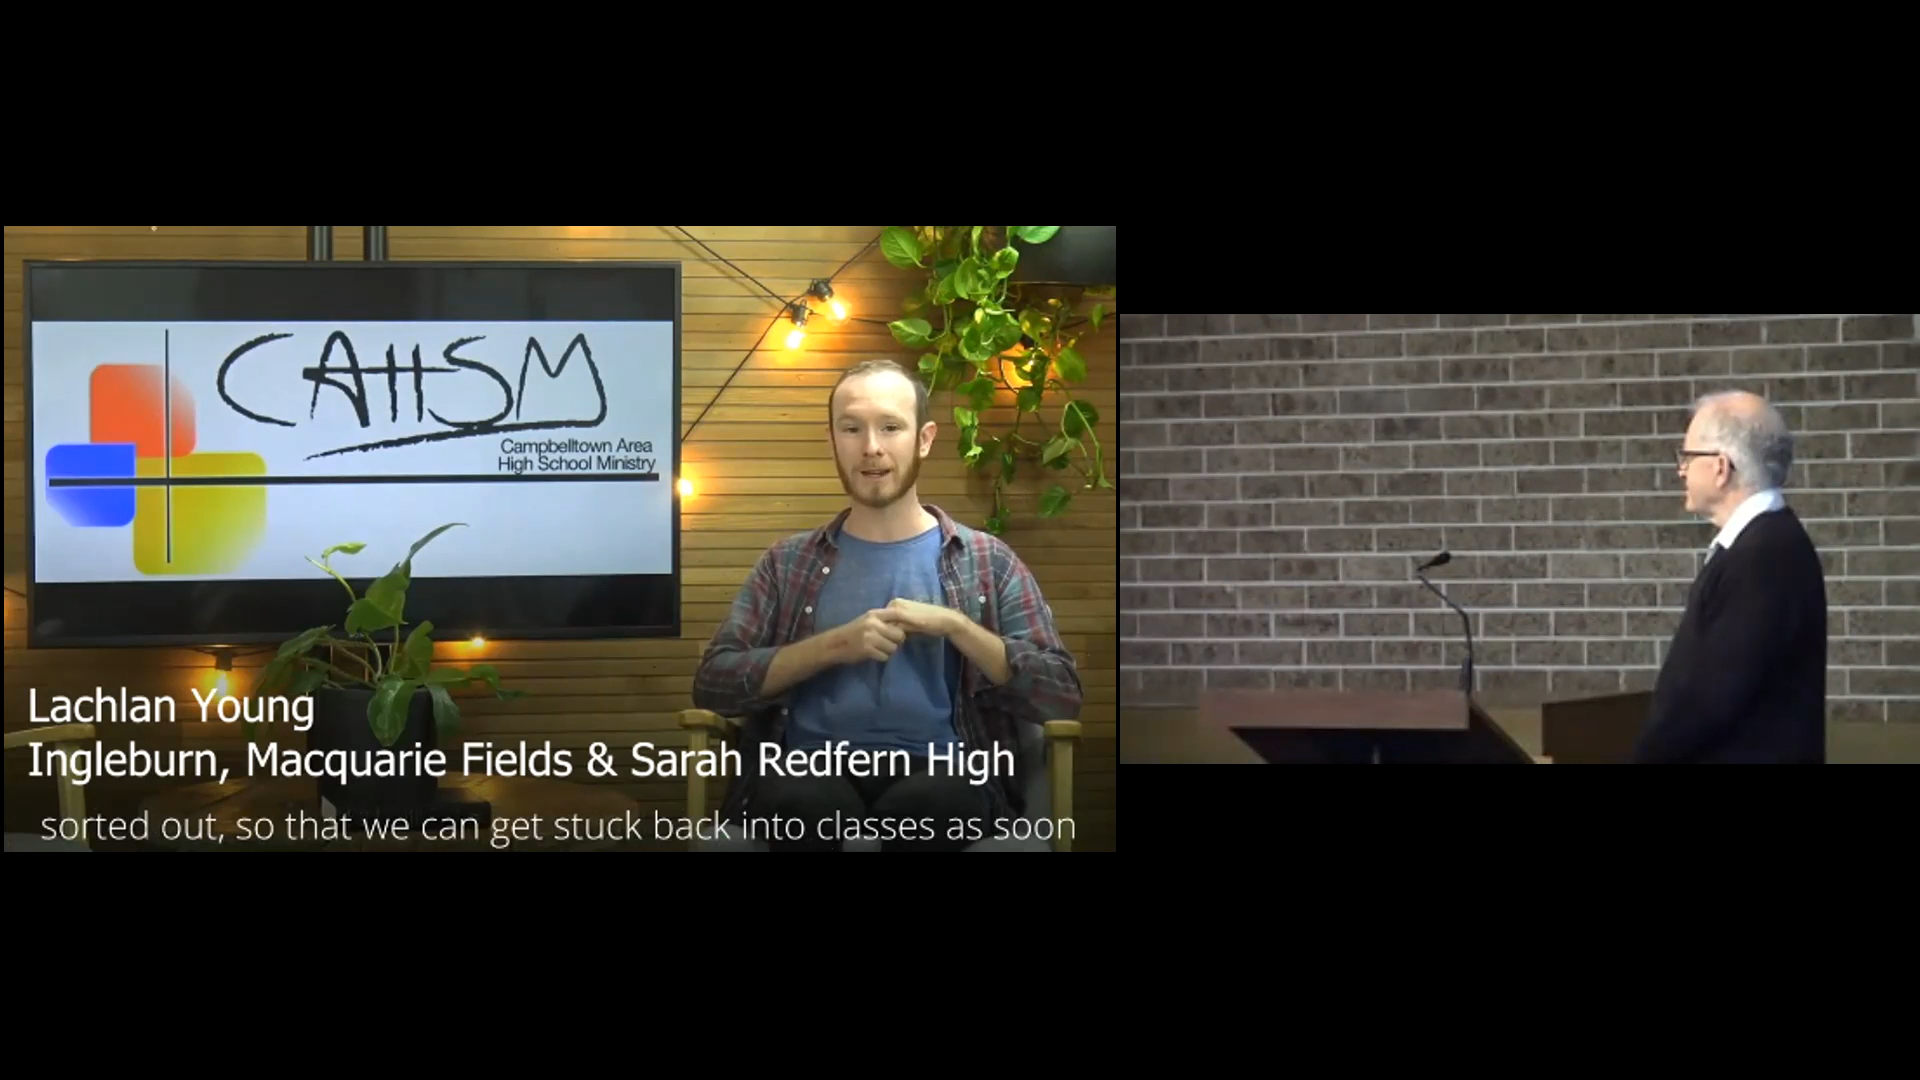 CAHSM
Campbelltown Area
High School Ministry
Lachlan Young
Ingleburn, Macquarie Fields & Sarah Redfern High
sorted out, so that we can get stuck back into classes as soon